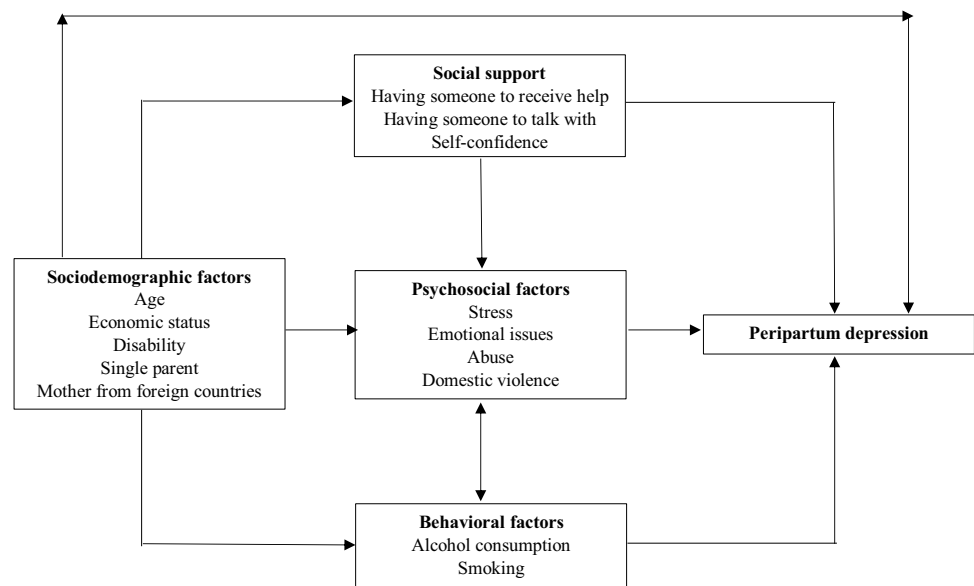 Social support
Having someone to receive help
Having someone to talk with
Self-confidence
Sociodemographic factors
Age
Economic status
Disability
Single parent
Mother from foreign countries
Psychosocial factors
Stress
Emotional issues
Abuse
Domestic violence
Peripartum depression
Behavioral factors
Alcohol consumption
Smoking